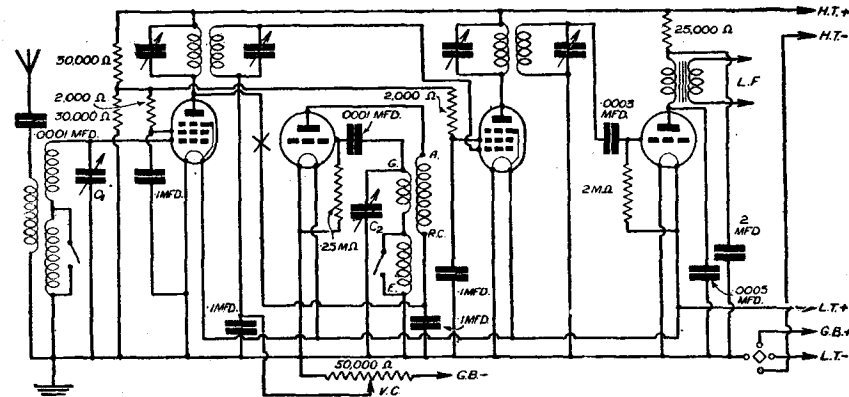 H.T.+
H.T.-
50,000 Ω
2,000 Ω
30,000 Ω
.0001 MFD.
C1
.1MFD.
.1MFD.
.0001 MFD.
.25MΩ
G.
C2
E.
A.
R.C.
2,000 Ω
.1MFD.
.1MFD.
50,000 Ω
V.C.
G.B.-
.0003
MFD.
2MΩ
25,000 Ω
L.F
2
MFD
.0005
MFD.
L.T.+
G.B.+
L.T.-